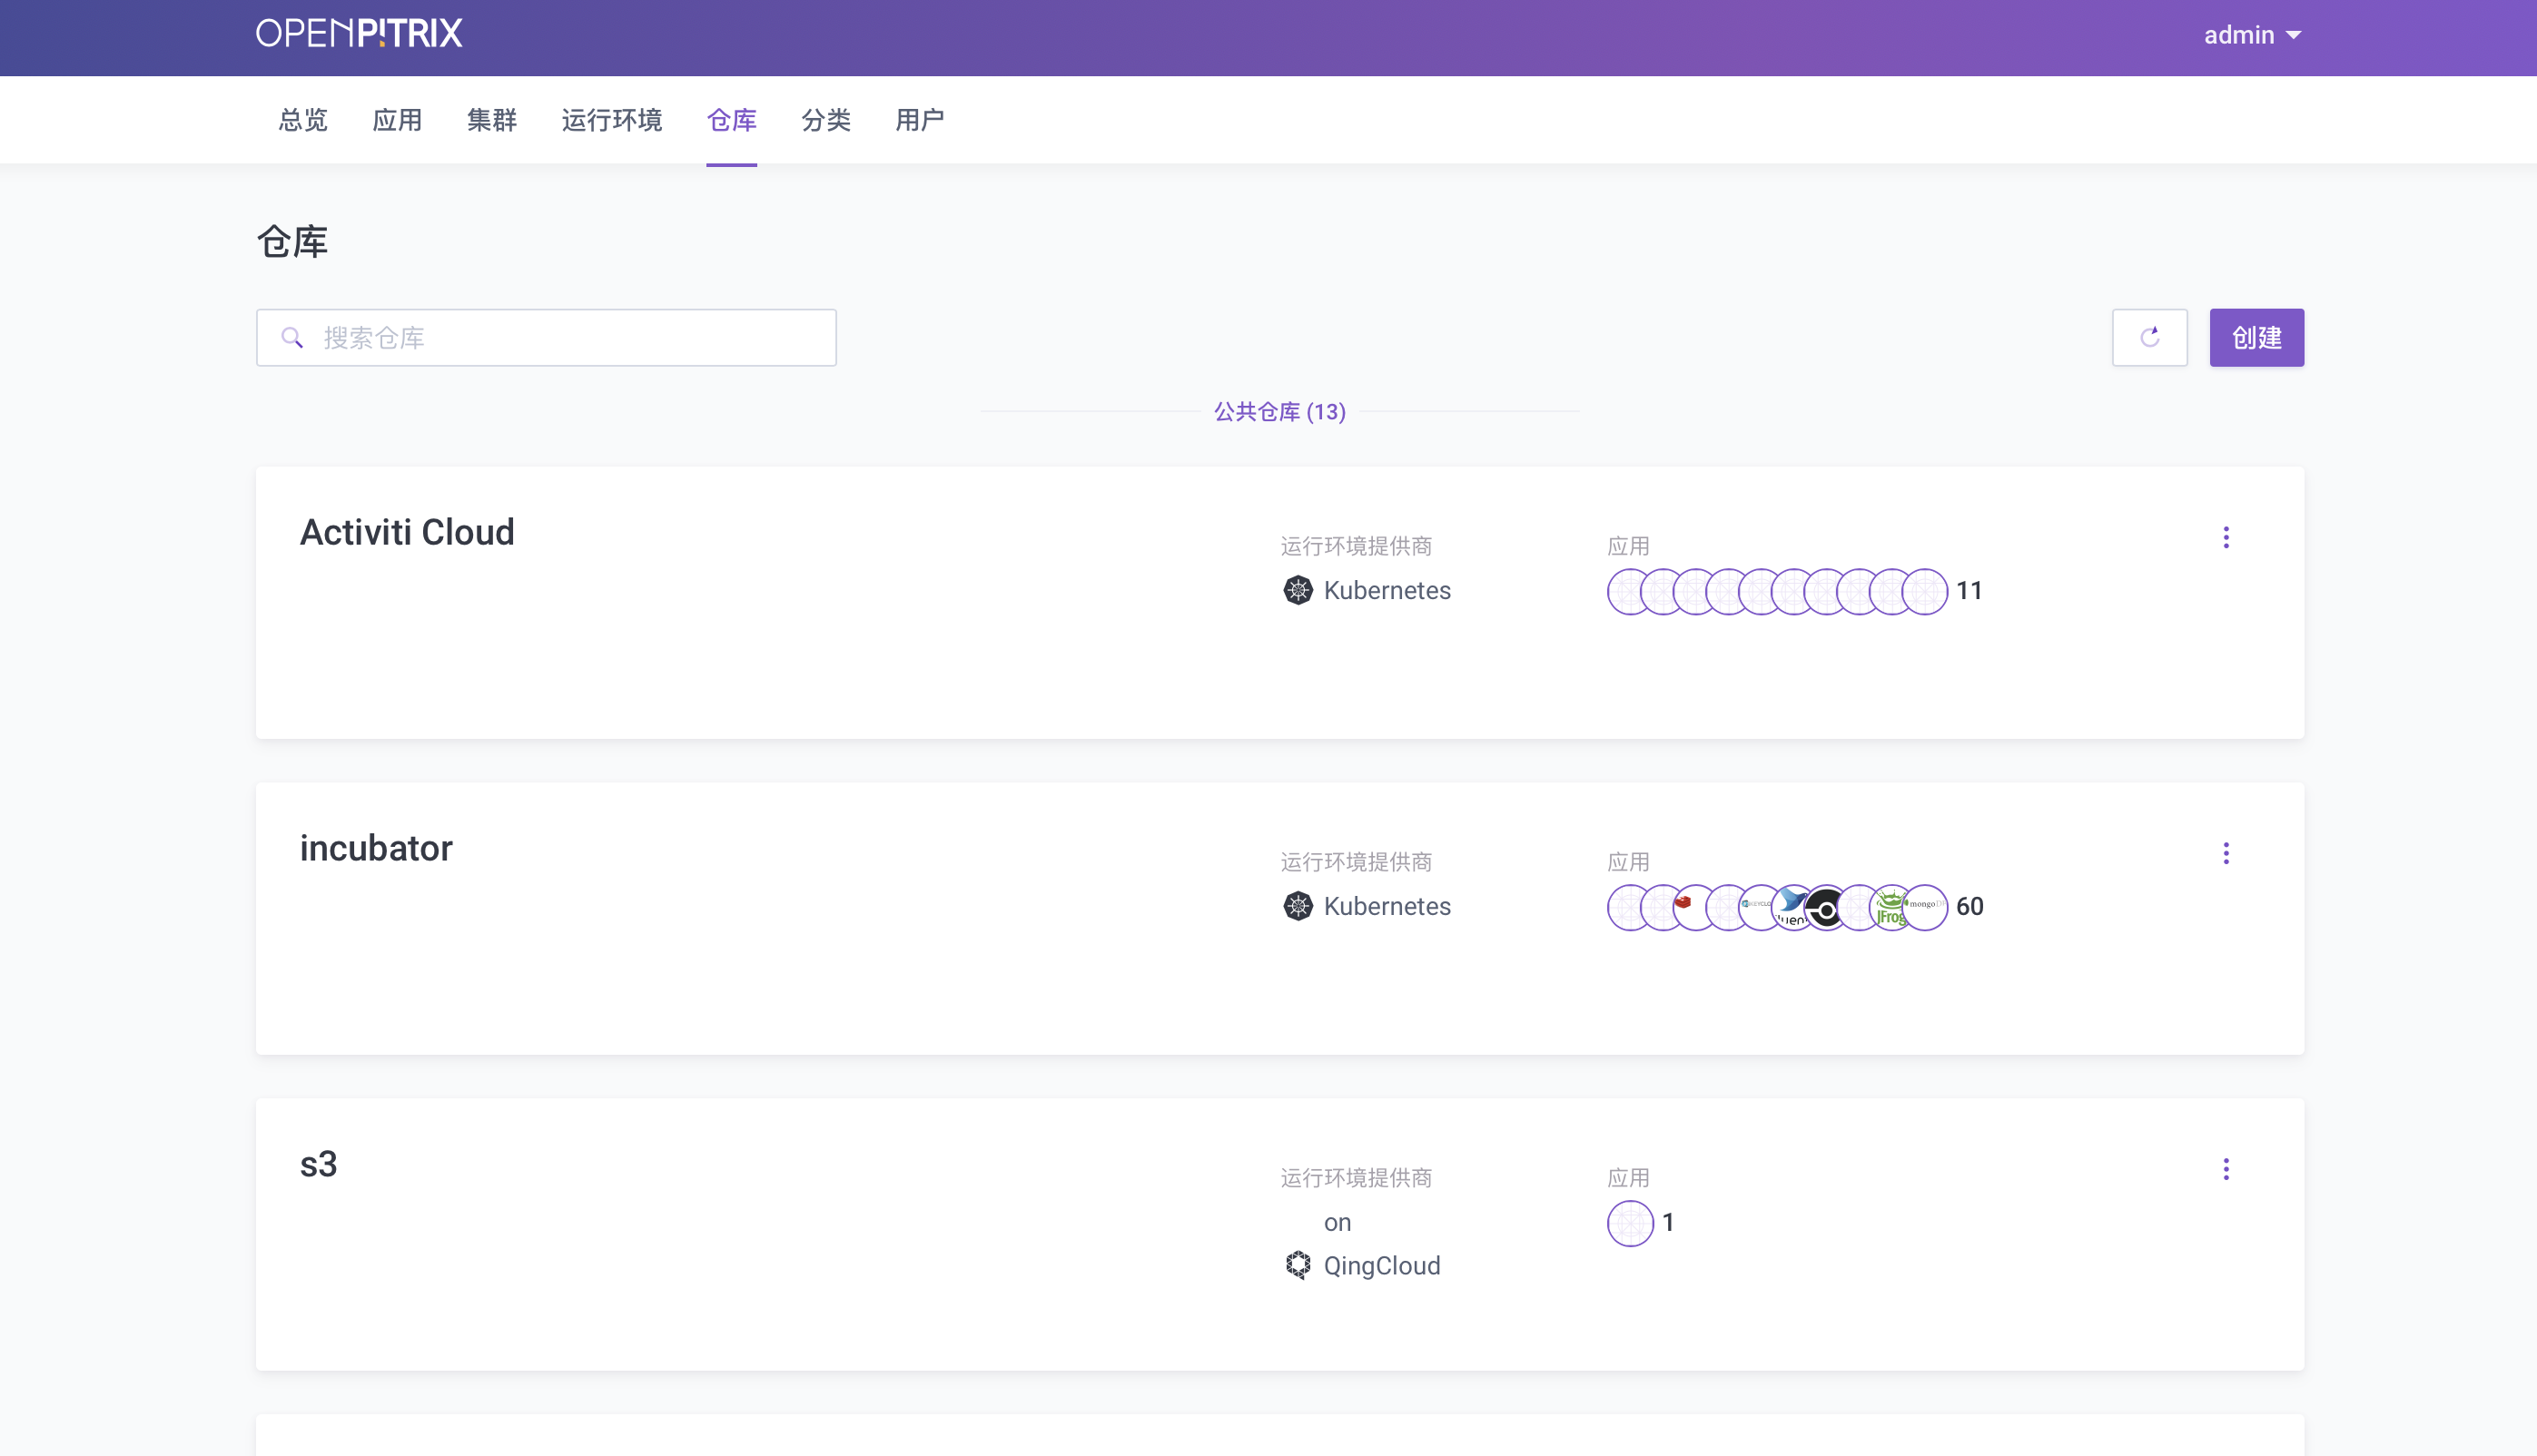 OPENPITRIX
admin
总览 应用 集群 运行环境 仓库 分类 用户
仓库
搜索仓库
创建
公共仓库 (13)
Activiti Cloud
运行环境提供商
应用
Kubernetes
11
incubator
运行环境提供商
应用
Kubernetes
JFrog
mongo
60
s3
运行环境提供商
应用
on
1
QingCloud